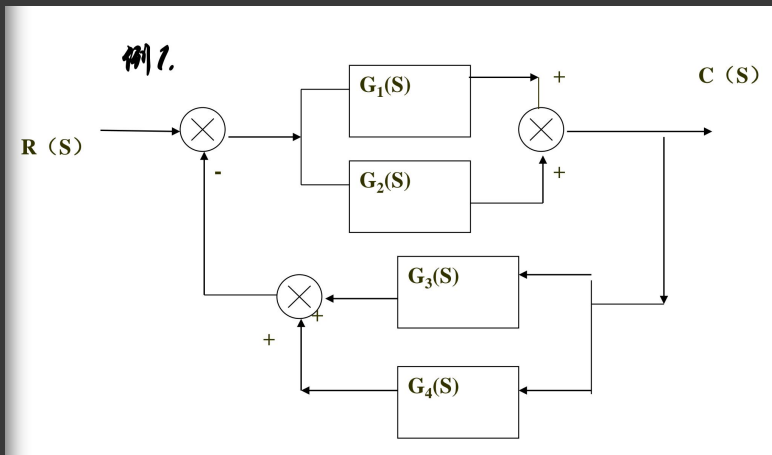 例1.
G₁(S)
+
C（S）
R（S）
-
G₂(S)
+
G₃(S)
+
+
G₄(S)